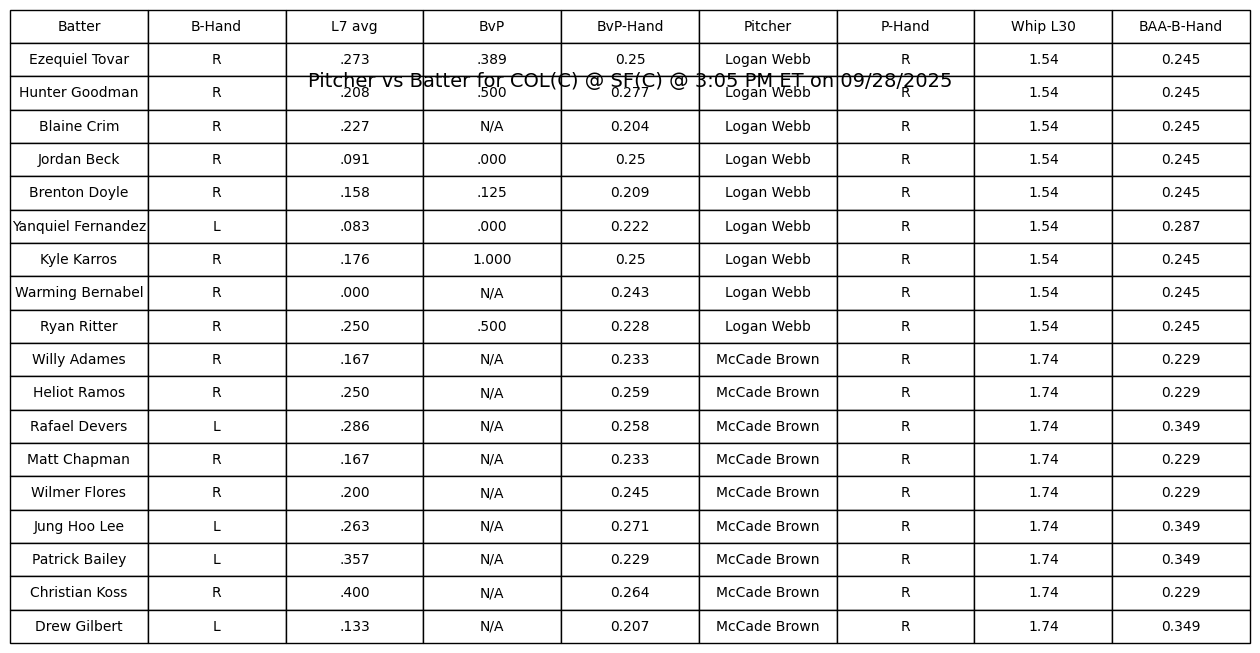 Batter B-Hand L7 avg BvP BvP-Hand Pitcher P-Hand Whip L30 BAA-B-Hand
Ezequiel Tovar R .273 .389 0.25 Logan Webb R 1.54 0.245
Pitcher vs Batter for COL(C) @ SF(C) @ 3:05 PM ET on 09/28/2025
Hunter Goodman R .208 .500 0.277 Logan Webb R 1.54 0.245
Blaine Crim R .227 N/A 0.204 Logan Webb R 1.54 0.245
Jordan Beck R .091 .000 0.25 Logan Webb R 1.54 0.245
Brenton Doyle R .158 .125 0.209 Logan Webb R 1.54 0.245
Yanquiel Fernandez L .083 .000 0.222 Logan Webb R 1.54 0.287
Kyle Karros R .176 1.000 0.25 Logan Webb R 1.54 0.245
Warming Bernabel R .000 N/A 0.243 Logan Webb R 1.54 0.245
Ryan Ritter R .250 .500 0.228 Logan Webb R 1.54 0.245
Willy Adames R .167 N/A 0.233 McCade Brown R 1.74 0.229
Heliot Ramos R .250 N/A 0.259 McCade Brown R 1.74 0.229
Rafael Devers L .286 N/A 0.258 McCade Brown R 1.74 0.349
Matt Chapman R .167 N/A 0.233 McCade Brown R 1.74 0.229
Wilmer Flores R .200 N/A 0.245 McCade Brown R 1.74 0.229
Jung Hoo Lee L .263 N/A 0.271 McCade Brown R 1.74 0.349
Patrick Bailey L .357 N/A 0.229 McCade Brown R 1.74 0.349
Christian Koss R .400 N/A 0.264 McCade Brown R 1.74 0.229
Drew Gilbert L .133 N/A 0.207 McCade Brown R 1.74 0.349